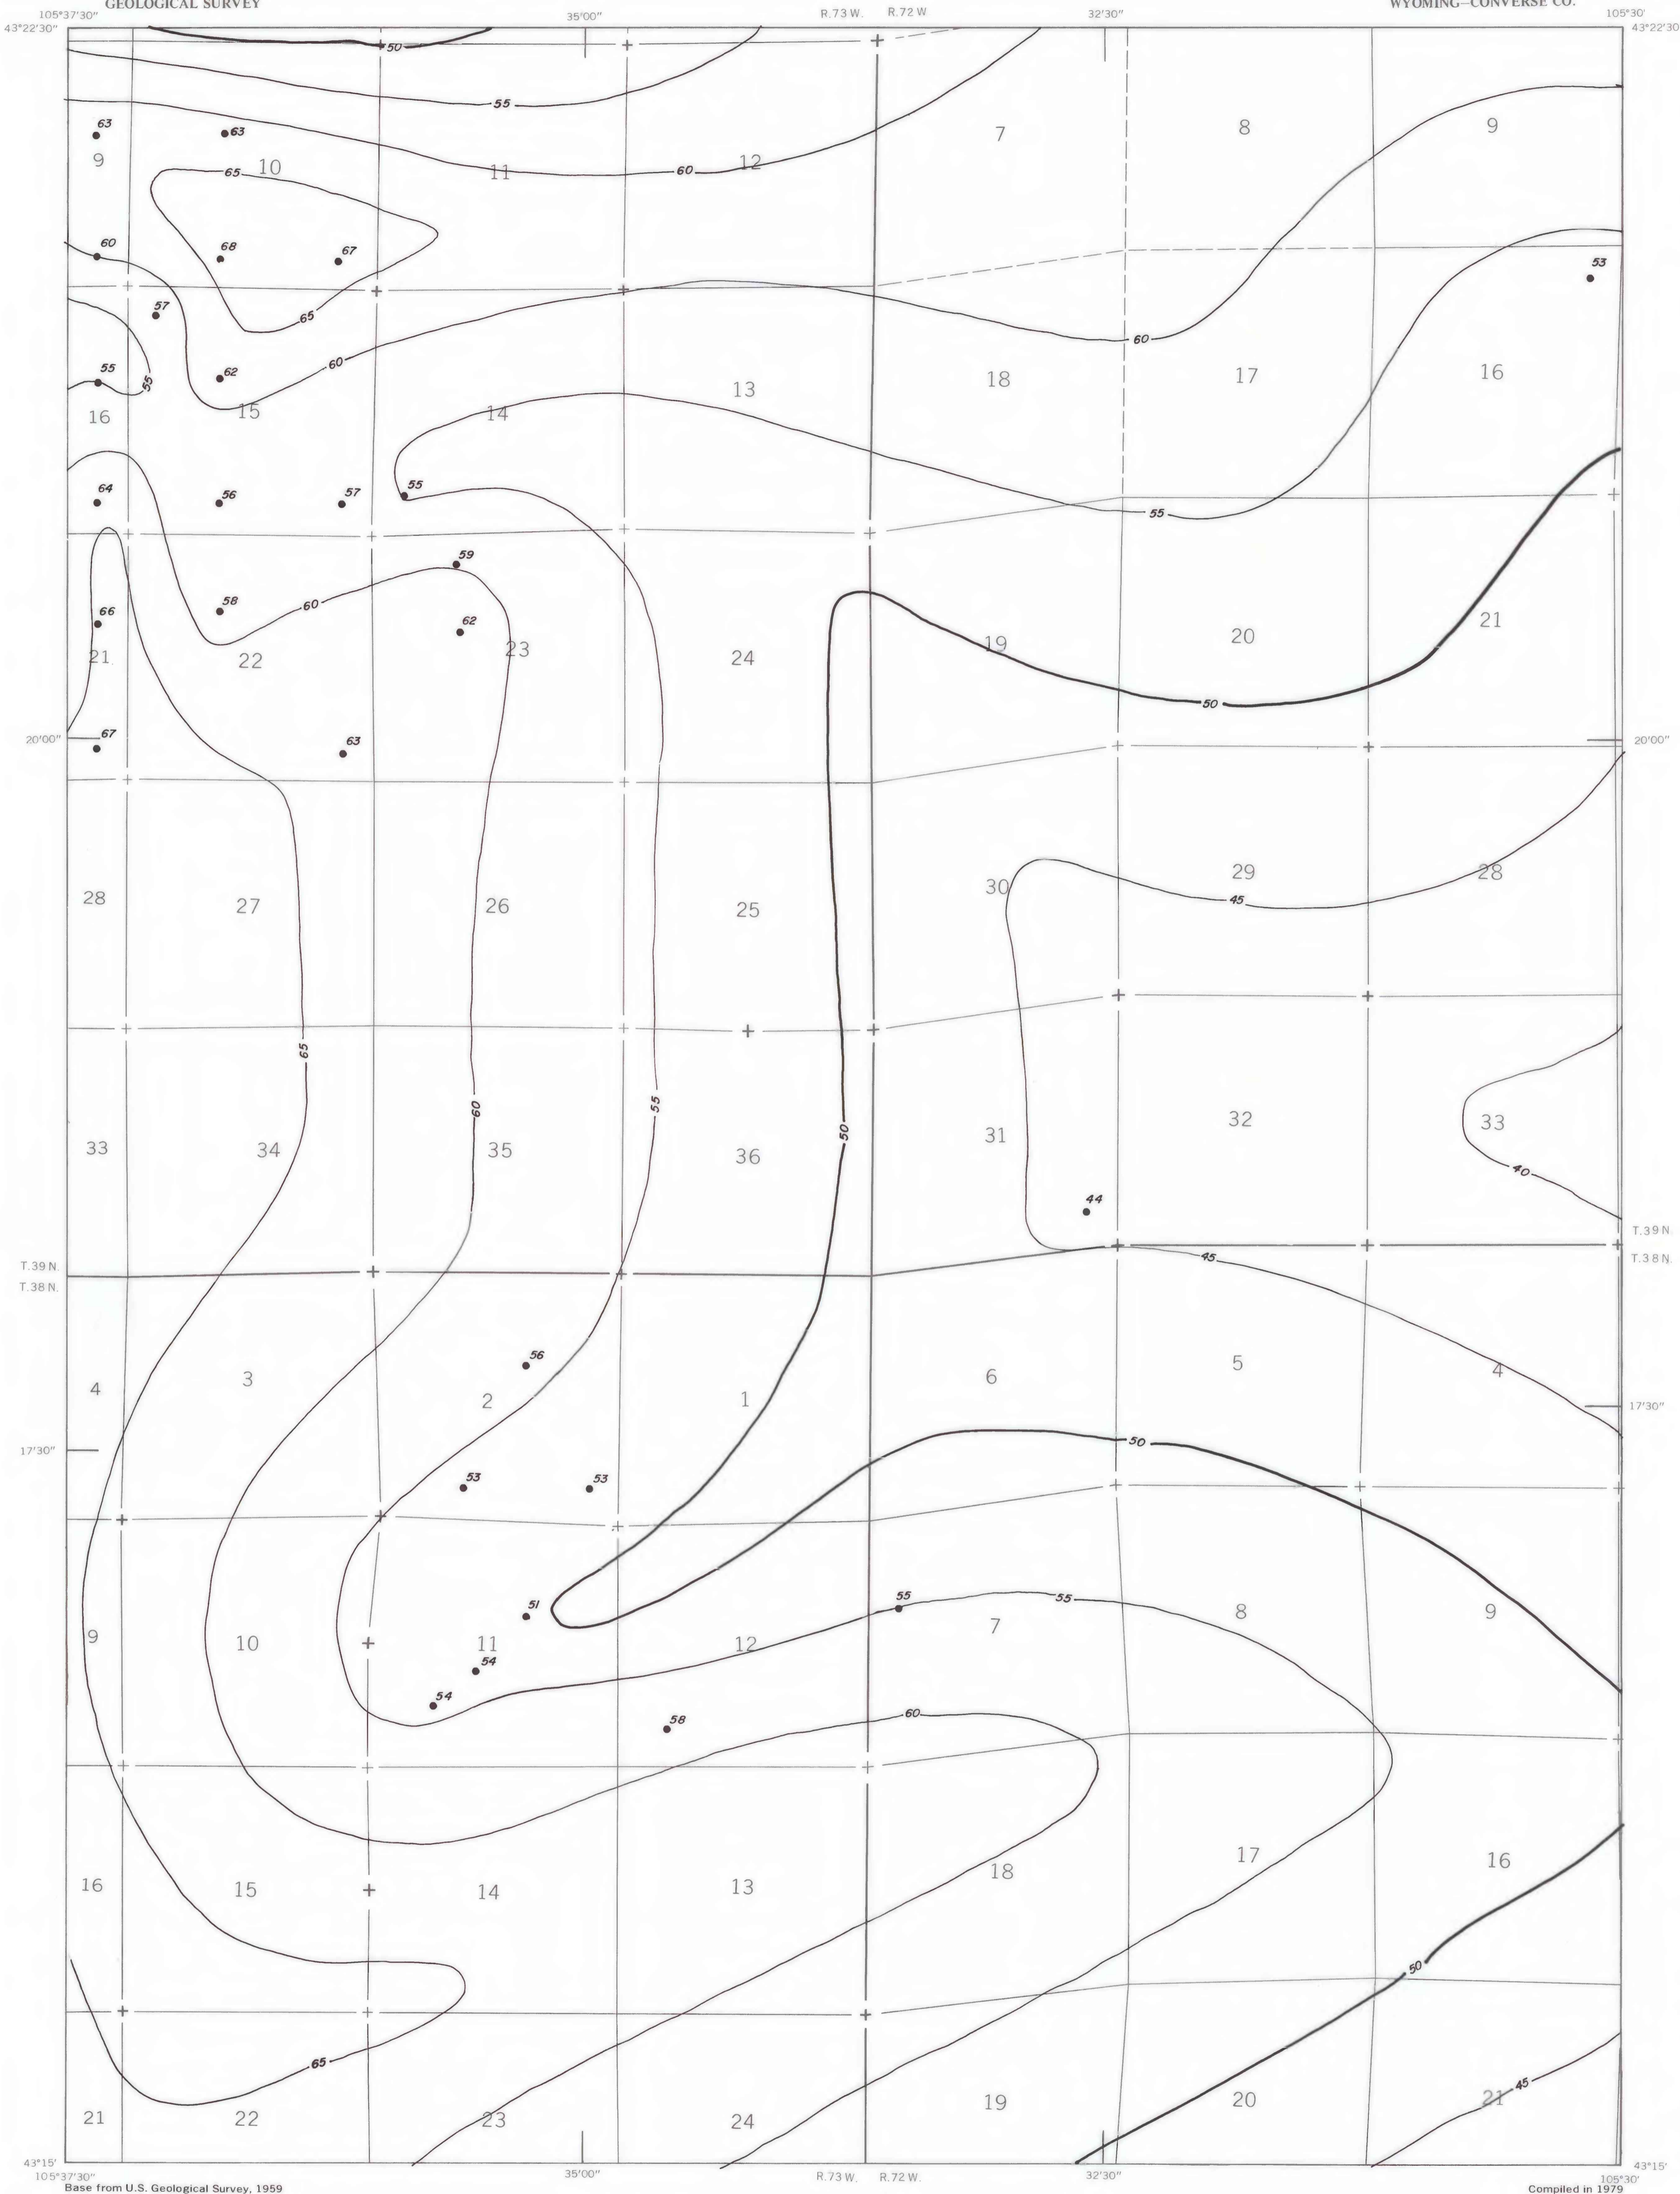 GEOLOGICAL SURVEY WYOMING—CONVERSE CO.
105°37'30" 35'00" R.73 W. R.72 W 32'30" 105°30'
43°22'30" 43°22'30
50
55
63 63 7 8 9
9 10 11 60 12
65
60 68 67 53
57 65
60 60
55 55 62 13 18 17 16
16 15 14
64 56 57 55
55
59
66 58 60 62 19 20 21
21 22 23 24
50
20'00" 67 63 20'00"
30 29 28
28 27 26 25 45
65 60 55
50
33 34 35 36 31 32 33
40
44
T.39 N. T.39 N
T.38 N. 45 T.38 N.
56
4 3 2 1 6 5 4
17'30"
17'30" 50
53 53
51 55 55
9 10 11 12 7 8 9
54
54
58 60
16 15 14 13 18 17 16
50
65
45
21 22 23 24 19 20 21
43°15' 43°15'
105°37'30" 35'00" R.73 W. R.72 W. 32'30" 105°30'
Base from U.S. Geological Survey, 1959 Compiled in 1979